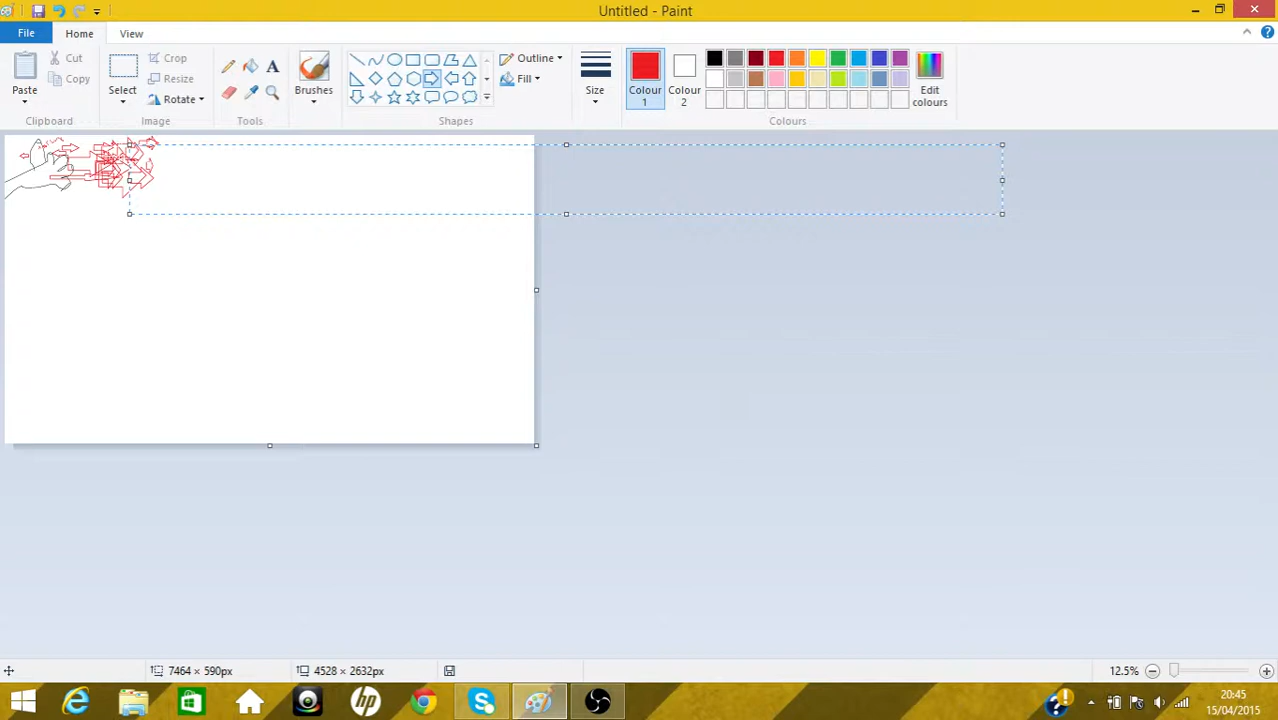 Untitled - Paint
File
Home
View
Paste
Cut
Copy
Clipboard
Select
Crop
Resize
Rotate
Image
A
Tools
Brushes
Outline
Fill
Shapes
Size
Colour 1
Colour 2
Edit colours
Colours
7464 × 590px
4528 × 2632px
12.5%
hp
20:45
15/04/2015